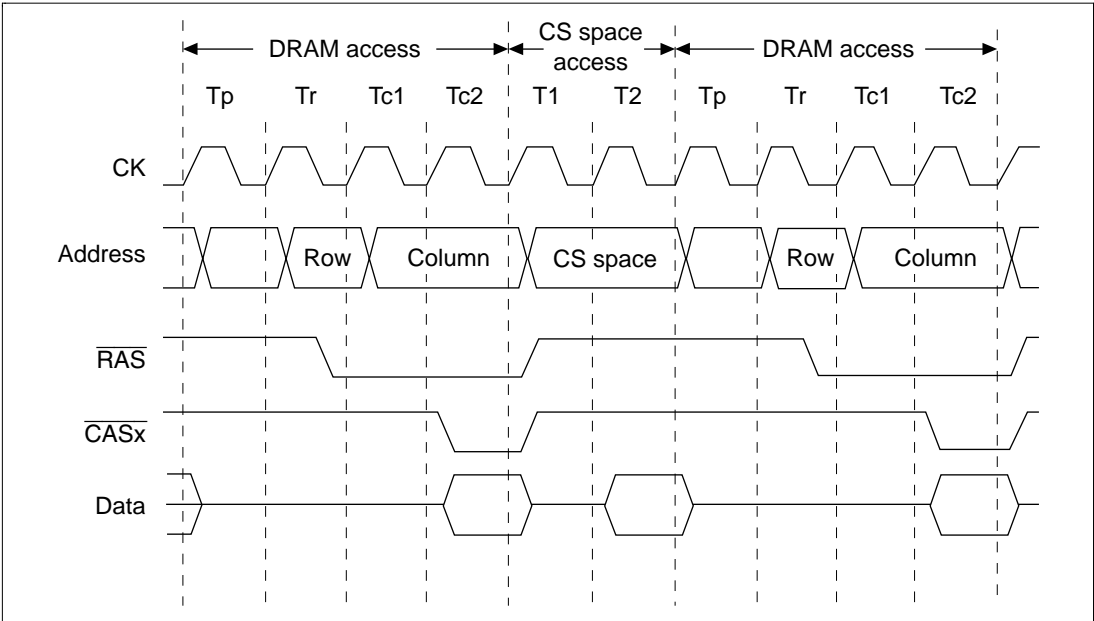 DRAM access CS space access DRAM access
Tp Tr Tc1 Tc2 T1 T2 Tp Tr Tc1 Tc2
CK
Address Row Column CS space Row Column
RAS
CASx
Data